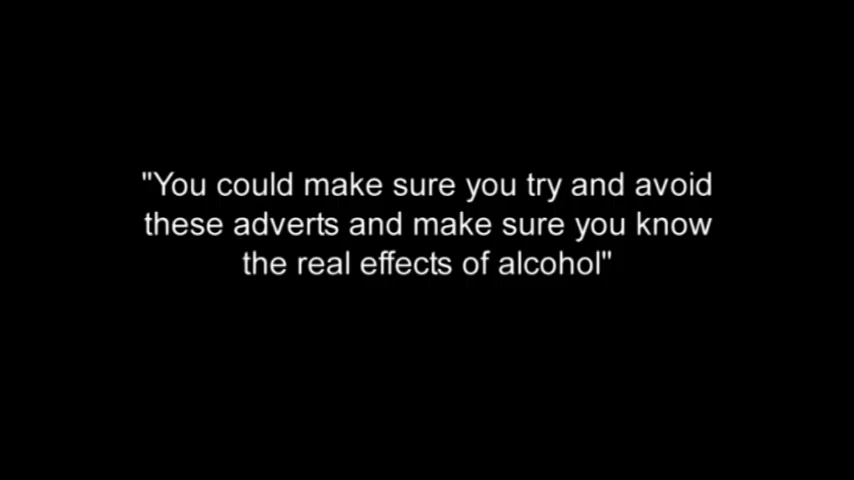 "You could make sure you try and avoid
these adverts and make sure you know
the real effects of alcohol"